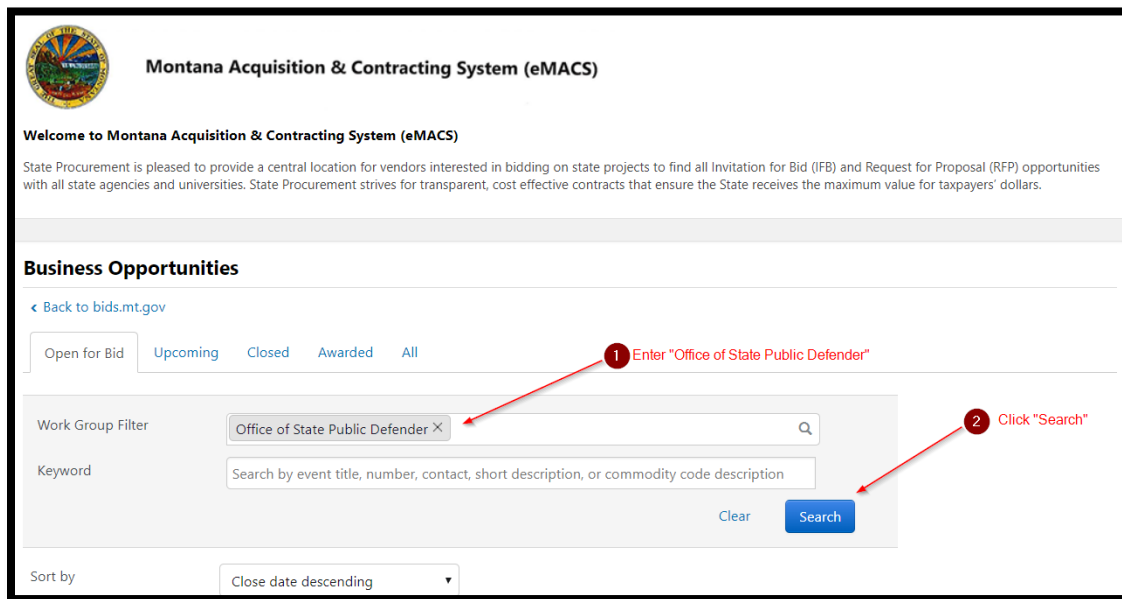 Montana Acquisition & Contracting System (eMACS)
Welcome to Montana Acquisition & Contracting System (eMACS)
State Procurement is pleased to provide a central location for vendors interested in bidding on state projects to find all Invitation for Bid (IFB) and Request for Proposal (RFP) opportunities
with all state agencies and universities. State Procurement strives for transparent, cost effective contracts that ensure the State receives the maximum value for taxpayers' dollars.
Business Opportunities
Back to bids.mt.gov
Open for Bid Upcoming Closed Awarded All
1 Enter "Office of State Public Defender"
Work Group Filter Office of State Public Defender
2 Click "Search"
Keyword Search by event title, number, contact, short description, or commodity code description
Clear Search
Sort by Close date descending